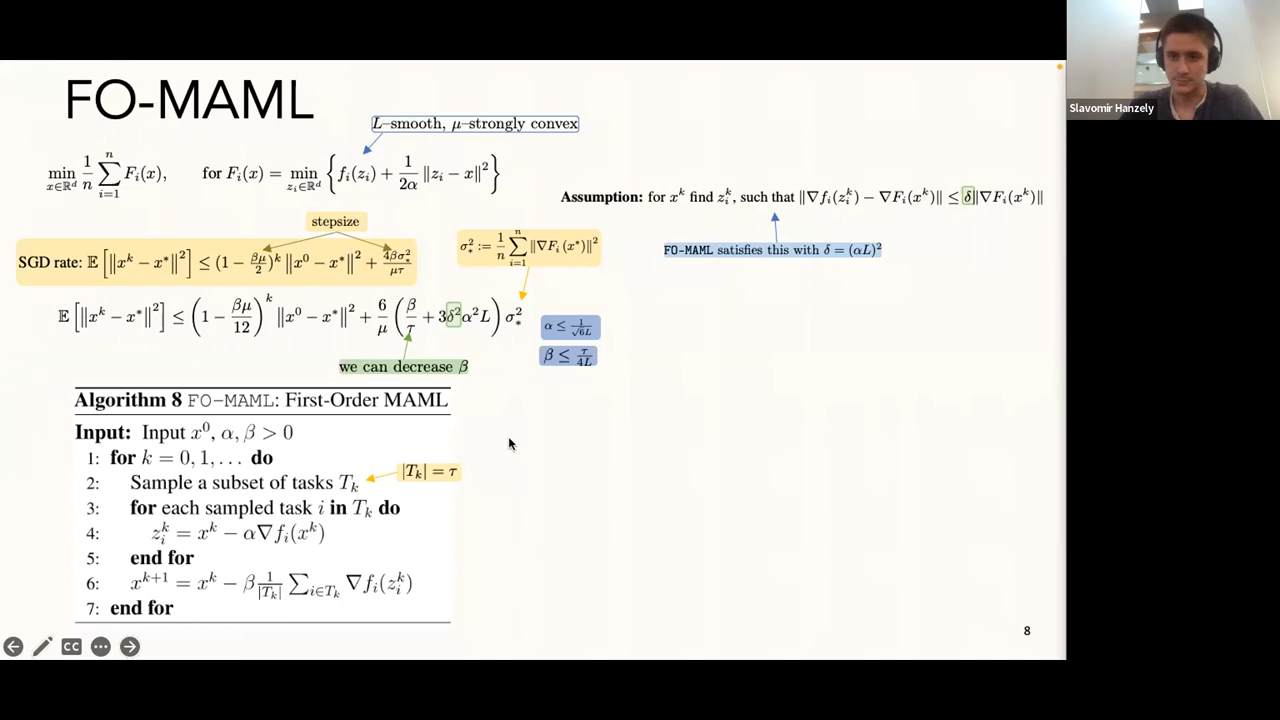 FO-MAML
L–smooth, μ–strongly convex
min_{x∈ℝ^d} 1/n ∑_{i=1}^n F_i(x), for F_i(x) = min_{z_i∈ℝ^d} { f_i(z_i) + 1/(2α) ‖z_i − x‖² }
Assumption: for x^k find z_i^k, such that ‖∇f_i(z_i^k) − ∇F_i(x^k)‖ ≤ δ‖∇F_i(x^k)‖
FO-MAML satisfies this with δ = (αL)²
stepsize
SGD rate: 𝔼[‖x^k − x*‖²] ≤ (1 − βμ/2)^k ‖x^0 − x*‖² + 4βσ_*²/(μτ)
σ_*² := 1/n ∑_{i=1}^n ‖∇F_i(x*)‖²
𝔼[‖x^k − x*‖²] ≤ (1 − βμ/12)^k ‖x^0 − x*‖² + 6/μ (β/τ + 3δ²α²L) σ_*²
α ≤ 1/(√6L)
β ≤ τ/(4L)
we can decrease β
Algorithm 8 FO-MAML: First-Order MAML
Input: Input x^0, α, β > 0
1: for k = 0, 1, . . . do
2: Sample a subset of tasks T_k
|T_k| = τ
3: for each sampled task i in T_k do
4: z_i^k = x^k − α∇f_i(x^k)
5: end for
6: x^{k+1} = x^k − β 1/|T_k| ∑_{i∈T_k} ∇f_i(z_i^k)
7: end for
8
CC
Slavomir Hanzely